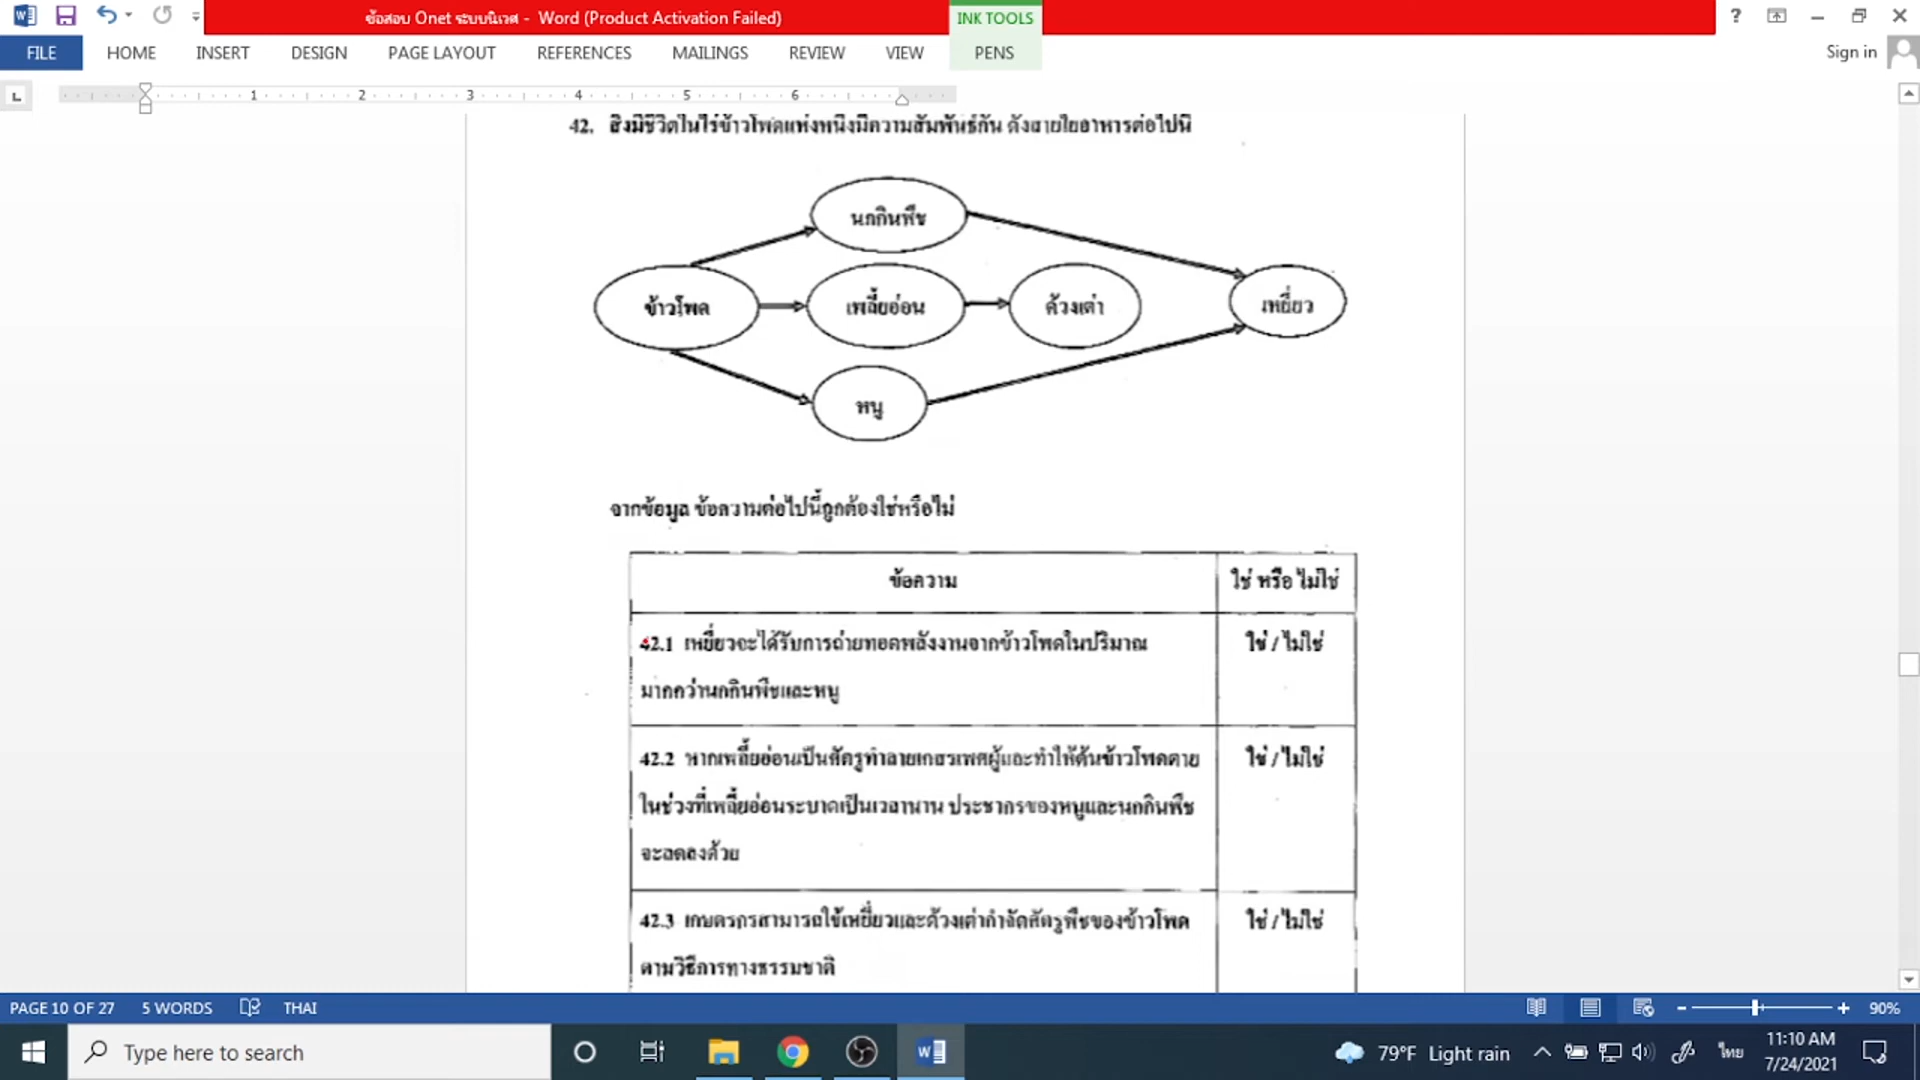 ข้อสอบ Onet ระบบนิเวศ - Word (Product Activation Failed)
INK TOOLS
FILE HOME INSERT DESIGN PAGE LAYOUT REFERENCES MAILINGS REVIEW VIEW PENS
Sign in
1 2 3 4 5 6
42. สิ่งมีชีวิตในไร่ข้าวโพดแห่งหนึ่งมีความสัมพันธ์กัน ดังสายใยอาหารต่อไปนี้
นกกินพืช
ข้าวโพด เพลี้ยอ่อน ด้วงเต่า เหยี่ยว
หนู
จากข้อมูล ข้อความต่อไปนี้ถูกต้องใช่หรือไม่
ข้อความ ใช่ หรือ ไม่ใช่
42.1 เหยี่ยวจะได้รับการถ่ายทอดพลังงานจากข้าวโพดในปริมาณ ใช่ / ไม่ใช่
มากกว่านกกินพืชและหนู
42.2 หากเพลี้ยอ่อนเป็นศัตรูทำลายเกสรเพศผู้และทำให้ต้นข้าวโพดตาย ใช่ / ไม่ใช่
ในช่วงที่เพลี้ยอ่อนระบาดเป็นเวลานาน ประชากรของหนูและนกกินพืช
จะลดลงด้วย
42.3 เกษตรกรสามารถใช้เหยี่ยวและด้วงเต่ากำจัดศัตรูพืชของข้าวโพด ใช่ / ไม่ใช่
ตามวิธีการทางธรรมชาติ
PAGE 10 OF 27 5 WORDS THAI 90%
Type here to search
79°F Light rain
ไทย
11:10 AM
7/24/2021